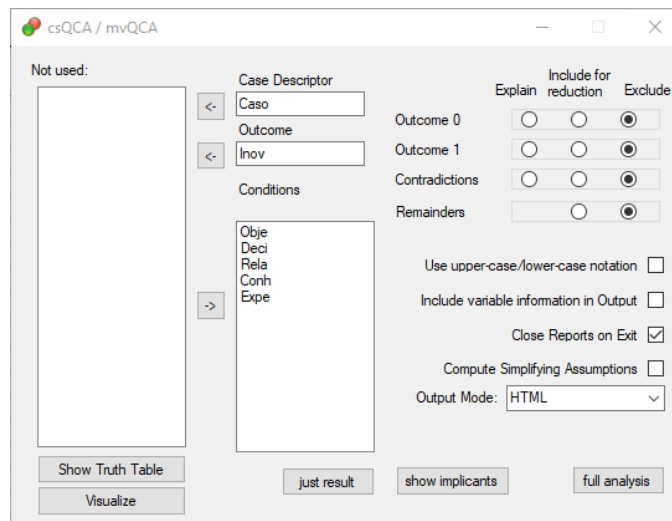 csQCA / mvQCA
Not used:
<-
<-
->
Case Descriptor
Caso
Outcome
Inov
Conditions
Obje
Deci
Rela
Conh
Expe
Explain
Include for
reduction
Exclude
Outcome 0
Outcome 1
Contradictions
Remainders
Use upper-case/lower-case notation
Include variable information in Output
Close Reports on Exit
Compute Simplifying Assumptions
Output Mode: HTML
Show Truth Table
Visualize
just result
show implicants
full analysis